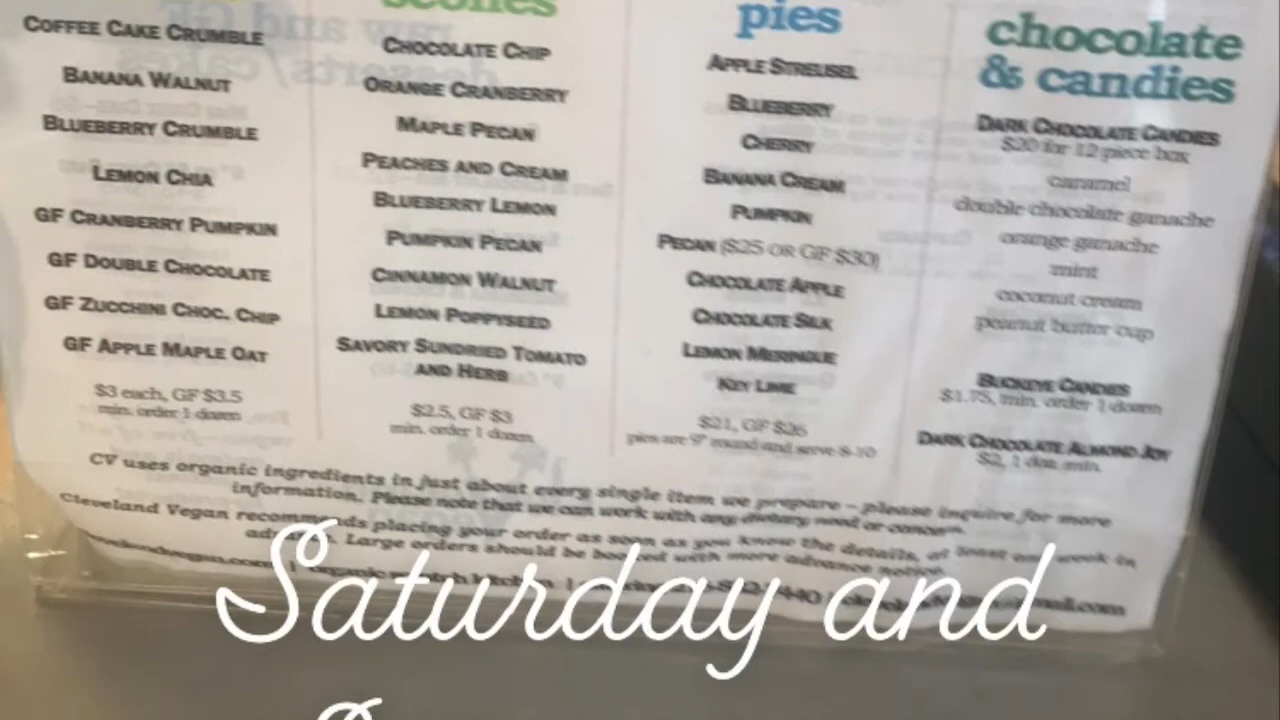 COFFEE CAKE CRUMBLE
BANANA WALNUT
BLUEBERRY CRUMBLE
LEMON CHIA
GF CRANBERRY PUMPKIN
GF DOUBLE CHOCOLATE
GF ZUCCHINI CHOC. CHIP
GF APPLE MAPLE OAT
$3 each, GF $3.5
min. order 1 dozen
scones
CHOCOLATE CHIP
ORANGE CRANBERRY
MAPLE PECAN
PEACHES AND CREAM
BLUEBERRY LEMON
PUMPKIN PECAN
CINNAMON WALNUT
LEMON POPPYSEED
SAVORY SUNDRIED TOMATO
AND HERB
$2.5, GF $3
min. order 1 dozen
pies
APPLE STREUSEL
BLUEBERRY
CHERRY
BANANA CREAM
PUMPKIN
PECAN ($25 OR GF $30)
CHOCOLATE APPLE
CHOCOLATE SILK
LEMON MERINGUE
KEY LIME
$21, GF $26
pies are 9" round and serve 8-10
chocolate
& candies
DARK CHOCOLATE CANDIES
$20 for 12 piece box
caramel
double chocolate ganache
orange ganache
mint
coconut cream
peanut butter cup
BUCKEYE CANDIES
$1.75, min. order 1 dozen
DARK CHOCOLATE ALMOND JOY
$2, 1 doz. min.
CV uses organic ingredients in just about every single item we prepare – please inquire for more
information. Please note that we can work with any dietary need or concern.
Cleveland Vegan recommends placing your order as soon as you know the details, at least one week in
Large orders should be booked with more advance notice.
Saturday and